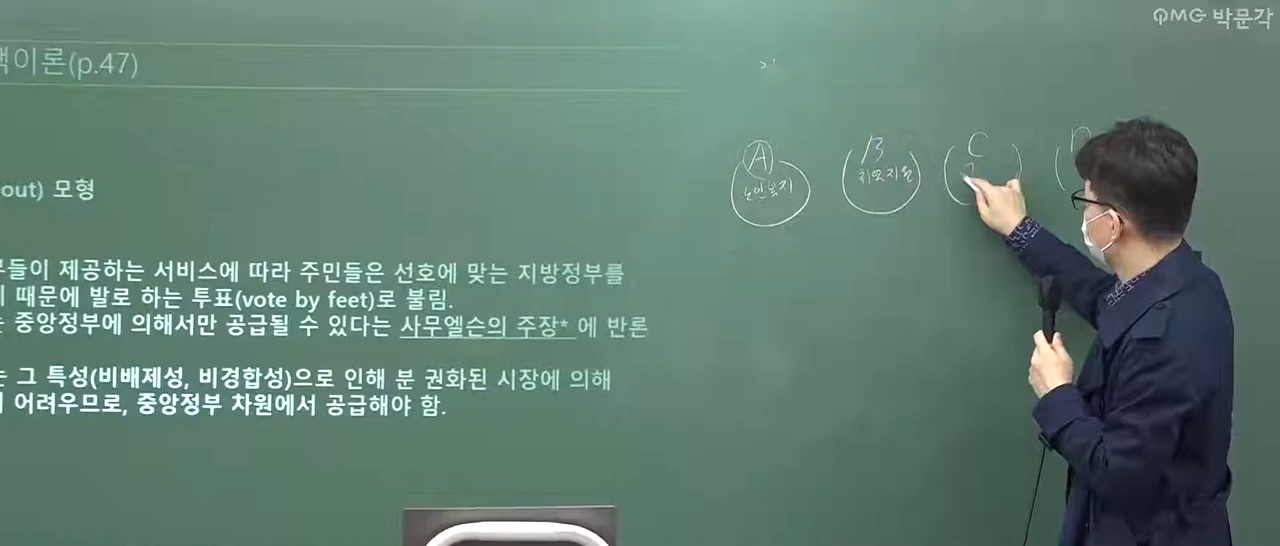 PMG 박문각
책이론(p.47)
A
B
C
노인복지
취업지원
out) 모형
부들이 제공하는 서비스에 따라 주민들은 선호에 맞는 지방정부를
때문에 발로 하는 투표(vote by feet)로 불림.
는 중앙정부에 의해서만 공급될 수 있다는 사무엘슨의 주장* 에 반론
는 그 특성(비배제성, 비경합성)으로 인해 분 권화된 시장에 의해
어려우므로, 중앙정부 차원에서 공급해야 함.